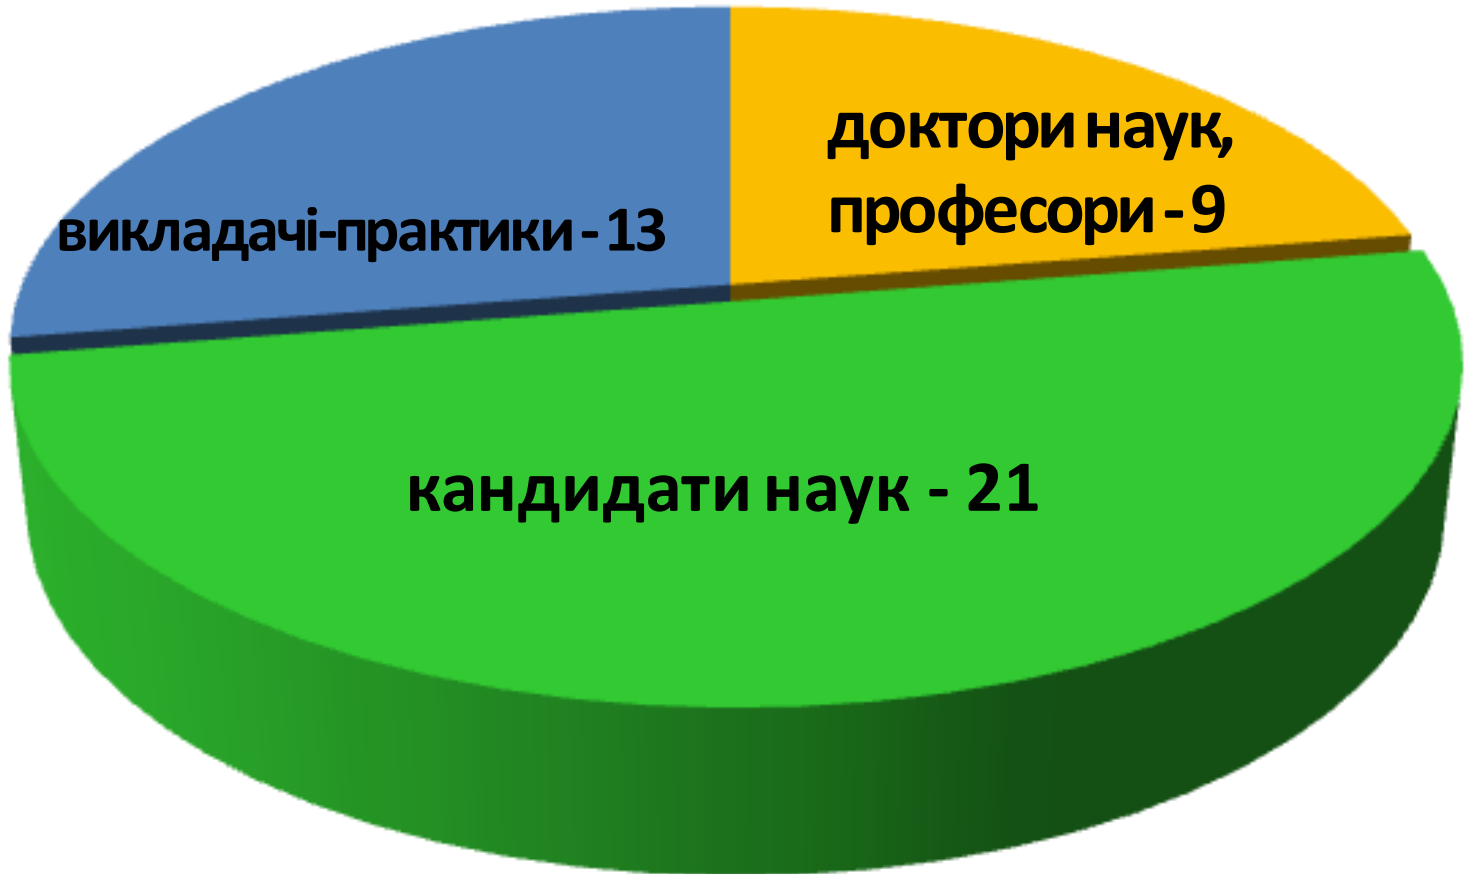 доктори наук,
професори - 9
викладачі-практики - 13
кандидати наук - 21